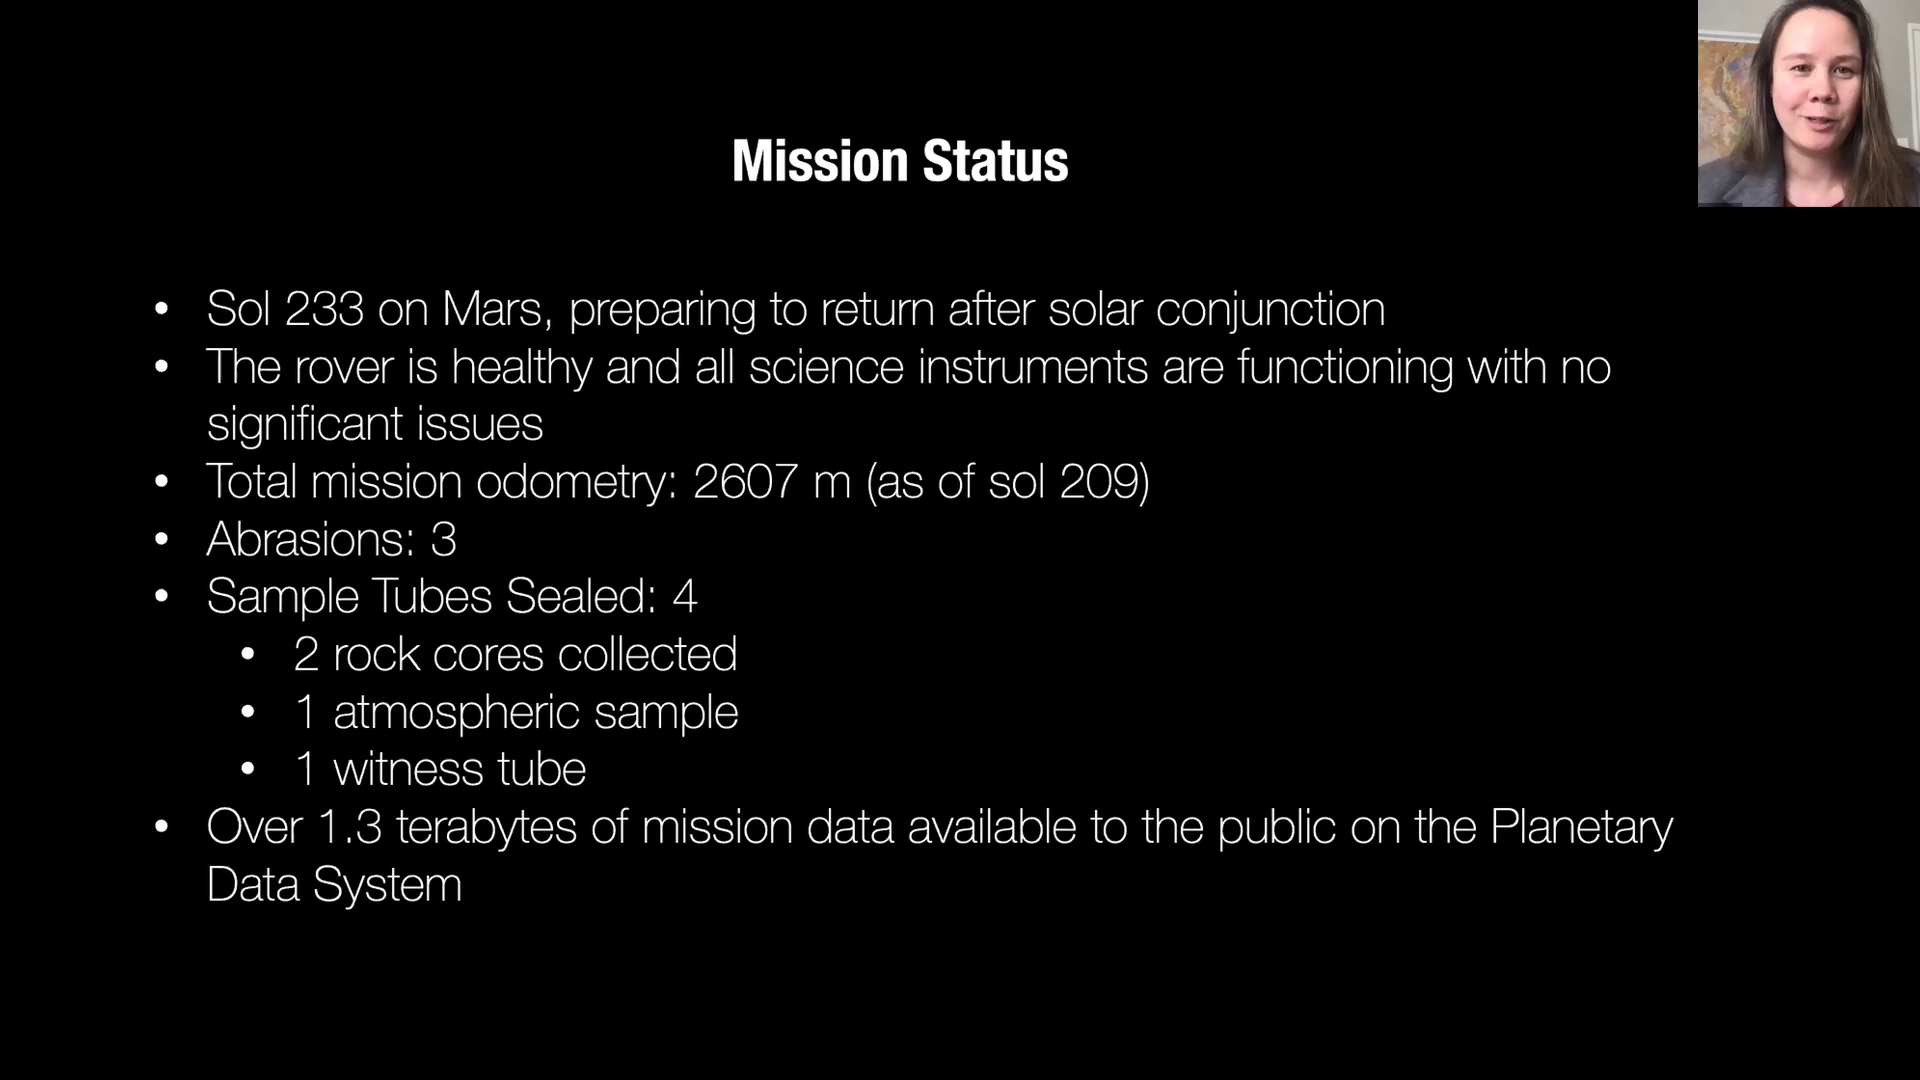 Mission Status
• Sol 233 on Mars, preparing to return after solar conjunction
• The rover is healthy and all science instruments are functioning with no
significant issues
• Total mission odometry: 2607 m (as of sol 209)
• Abrasions: 3
• Sample Tubes Sealed: 4
• 2 rock cores collected
• 1 atmospheric sample
• 1 witness tube
• Over 1.3 terabytes of mission data available to the public on the Planetary
Data System